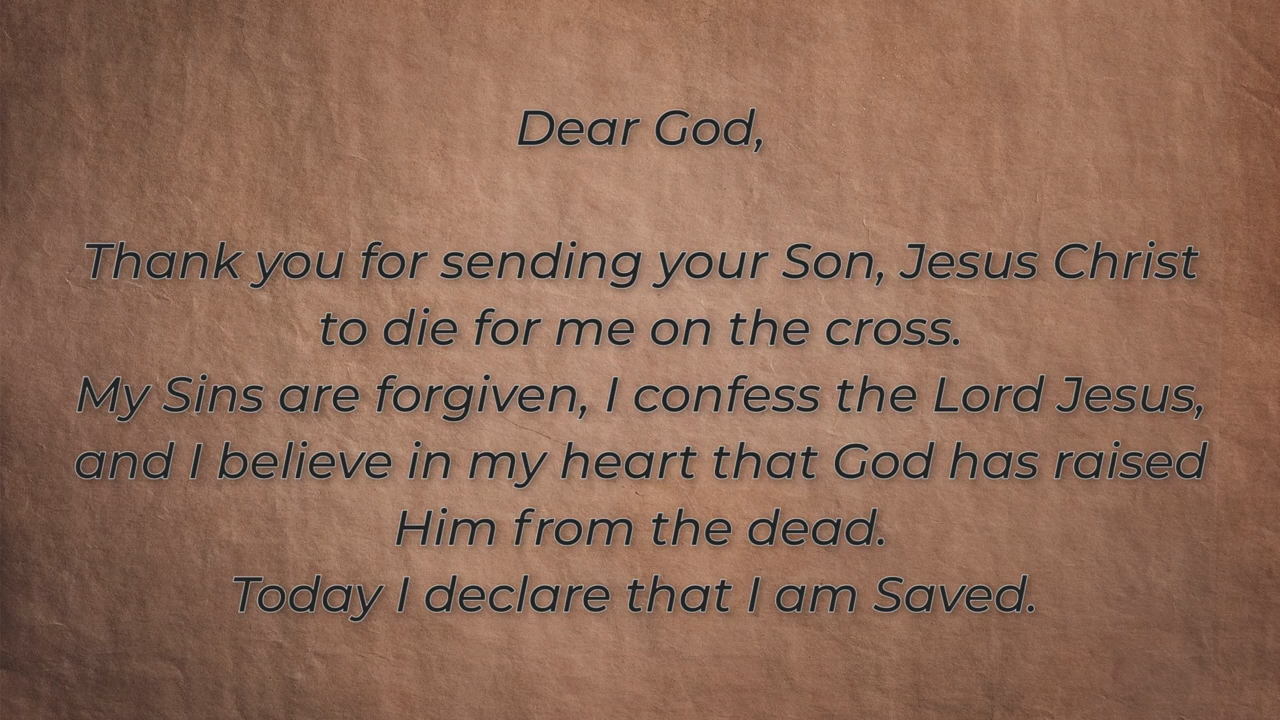 Dear God,
Thank you for sending your Son, Jesus Christ
to die for me on the cross.
My Sins are forgiven, I confess the Lord Jesus,
and I believe in my heart that God has raised
Him from the dead.
Today I declare that I am Saved.